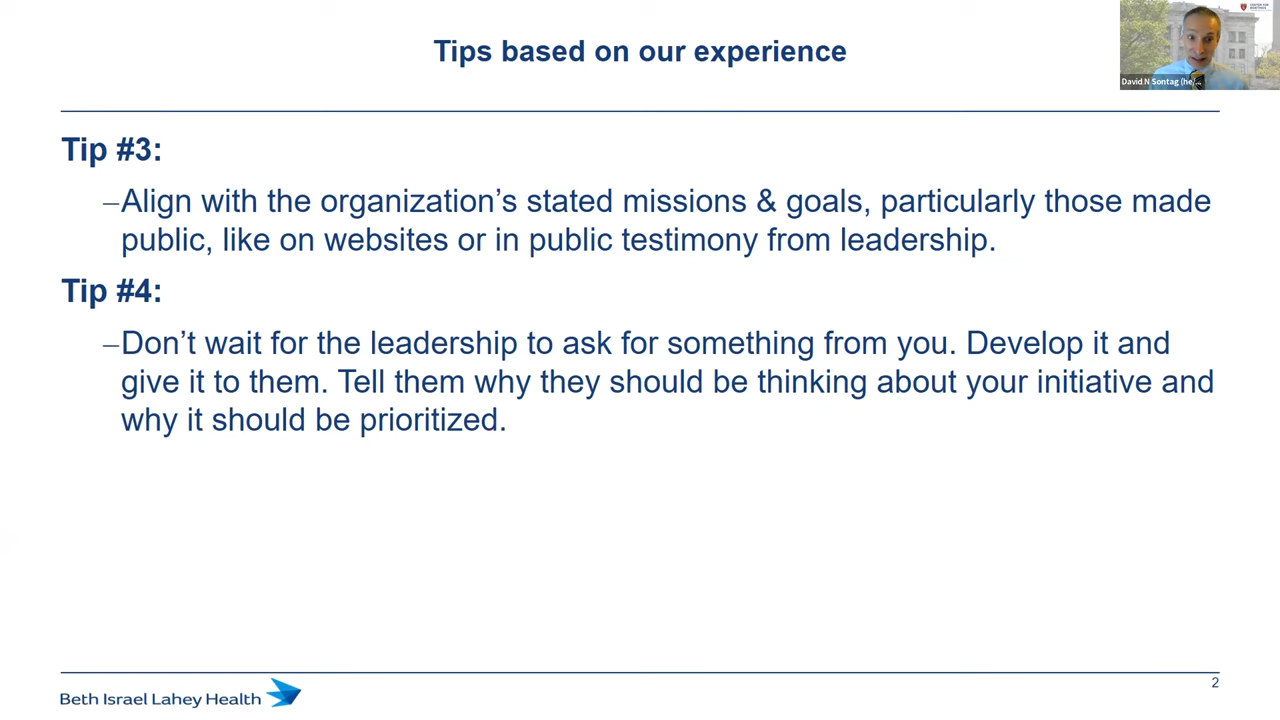 CENTER FOR
BIOETHICS
Tips based on our experience
David N Sontag (he/...
Tip #3:
–Align with the organization’s stated missions & goals, particularly those made
public, like on websites or in public testimony from leadership.
Tip #4:
–Don’t wait for the leadership to ask for something from you. Develop it and
give it to them. Tell them why they should be thinking about your initiative and
why it should be prioritized.
2
Beth Israel Lahey Health